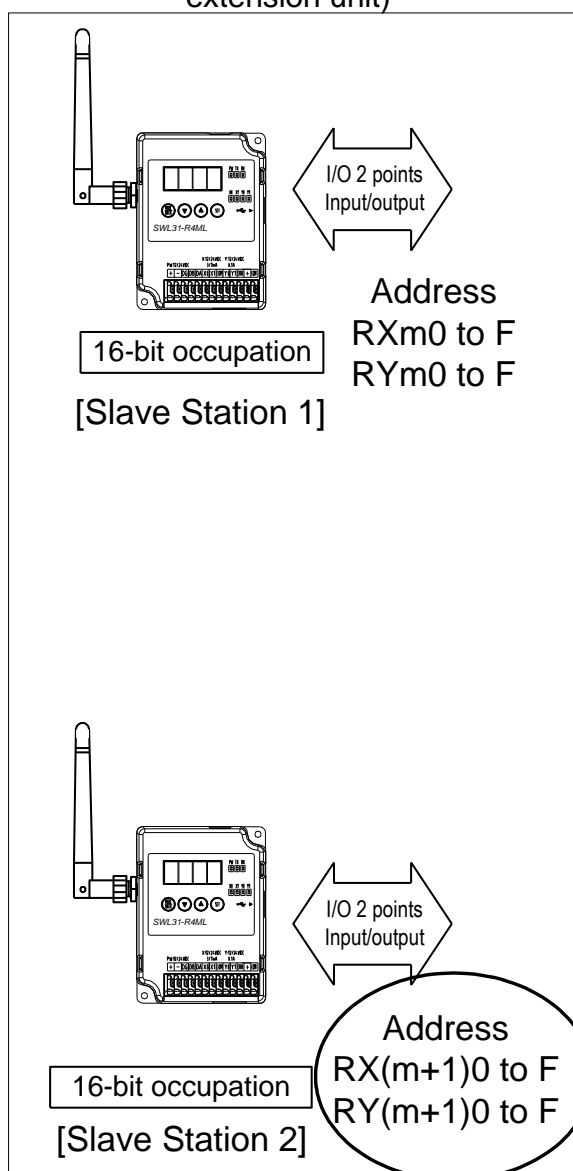 extension unit)
I/O 2 points
Input/output
SWL31-R4ML
Address
RXm0 to F
RYm0 to F
16-bit occupation
[Slave Station 1]
I/O 2 points
Input/output
SWL31-R4ML
Address
RX(m+1)0 to F
RY(m+1)0 to F
16-bit occupation
[Slave Station 2]